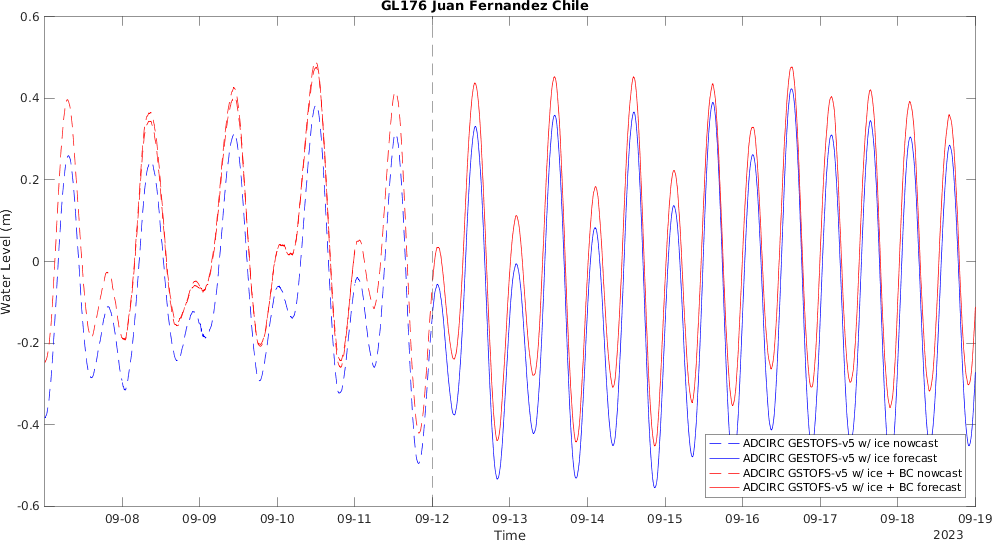 GL176 Juan Fernandez Chile
0.6
0.4
0.2
0
-0.2
-0.4
-0.6
Water Level (m)
ADCIRC GESTOFS-v5 w/ ice nowcast
ADCIRC GESTOFS-v5 w/ ice forecast
ADCIRC GSTOFS-v5 w/ ice + BC nowcast
ADCIRC GSTOFS-v5 w/ ice + BC forecast
09-08 09-09 09-10 09-11 09-12 09-13 09-14 09-15 09-16 09-17 09-18 09-19
Time
2023